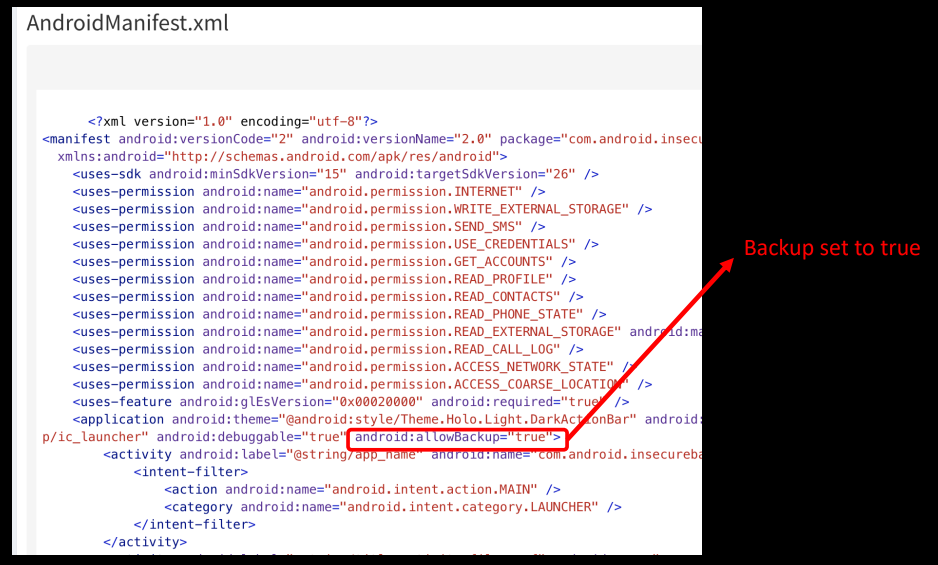 AndroidManifest.xml
<?xml version="1.0" encoding="utf-8"?>
<manifest android:versionCode="2" android:versionName="2.0" package="com.android.insecu
xmlns:android="http://schemas.android.com/apk/res/android">
<uses-sdk android:minSdkVersion="15" android:targetSdkVersion="26" />
<uses-permission android:name="android.permission.INTERNET" />
<uses-permission android:name="android.permission.WRITE_EXTERNAL_STORAGE" />
<uses-permission android:name="android.permission.SEND_SMS" />
<uses-permission android:name="android.permission.USE_CREDENTIALS" />
<uses-permission android:name="android.permission.GET_ACCOUNTS" />
<uses-permission android:name="android.permission.READ_PROFILE" />
<uses-permission android:name="android.permission.READ_CONTACTS" />
<uses-permission android:name="android.permission.READ_PHONE_STATE" />
<uses-permission android:name="android.permission.READ_EXTERNAL_STORAGE" android:ma
<uses-permission android:name="android.permission.READ_CALL_LOG" />
<uses-permission android:name="android.permission.ACCESS_NETWORK_STATE" />
<uses-permission android:name="android.permission.ACCESS_COARSE_LOCATION" />
<uses-feature android:glEsVersion="0x00020000" android:required="true" />
<application android:theme="@android:style/Theme.Holo.Light.DarkActionBar" android:
p/ic_launcher" android:debuggable="true" android:allowBackup="true">
<activity android:label="@string/app_name" android:name="com.android.insecureba
<intent-filter>
<action android:name="android.intent.action.MAIN" />
<category android:name="android.intent.category.LAUNCHER" />
</intent-filter>
</activity>
Backup set to true